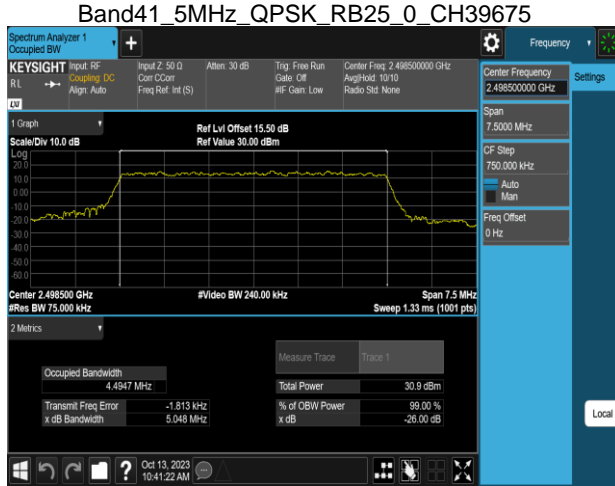 Band41_5MHz_QPSK_RB25_0_CH39675
Spectrum Analyzer 1
Occupied BW
Frequency
KEYSIGHT
R L
LXI
Input: RF
Coupling: DC
Align: Auto
Input Z: 50 Ω
Corr CCorr
Freq Ref: Int (S)
Atten: 30 dB
Trig: Free Run
Gate: Off
#IF Gain: Low
Center Freq: 2.498500000 GHz
Avg|Hold: 10/10
Radio Std: None
Center Frequency
2.498500000 GHz
Settings
Span
7.5000 MHz
CF Step
750.000 kHz
Auto
Man
Freq Offset
0 Hz
Local
1 Graph
Scale/Div 10.0 dB
Ref Lvl Offset 15.50 dB
Ref Value 30.00 dBm
Log
20.0
10.0
0.00
-10.0
-20.0
-30.0
-40.0
-50.0
-60.0
Center 2.498500 GHz
#Video BW 240.00 kHz
Span 7.5 MHz
#Res BW 75.000 kHz
Sweep 1.33 ms (1001 pts)
2 Metrics
Measure Trace
Trace 1
Occupied Bandwidth
4.4947 MHz
Total Power
30.9 dBm
Transmit Freq Error
-1.813 kHz
% of OBW Power
99.00 %
x dB Bandwidth
5.048 MHz
x dB
-26.00 dB
?
Oct 13, 2023
10:41:22 AM